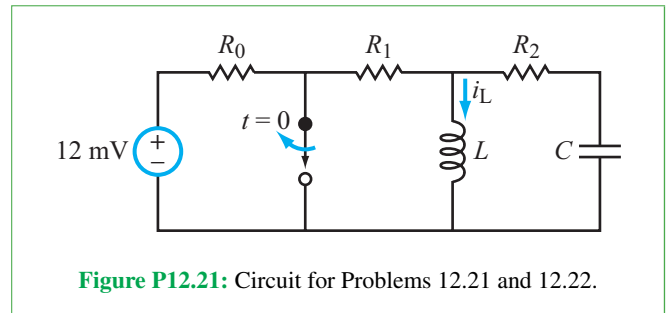 R0 R1 R2
iL
t = 0
12 mV + − L C
Figure P12.21: Circuit for Problems 12.21 and 12.22.